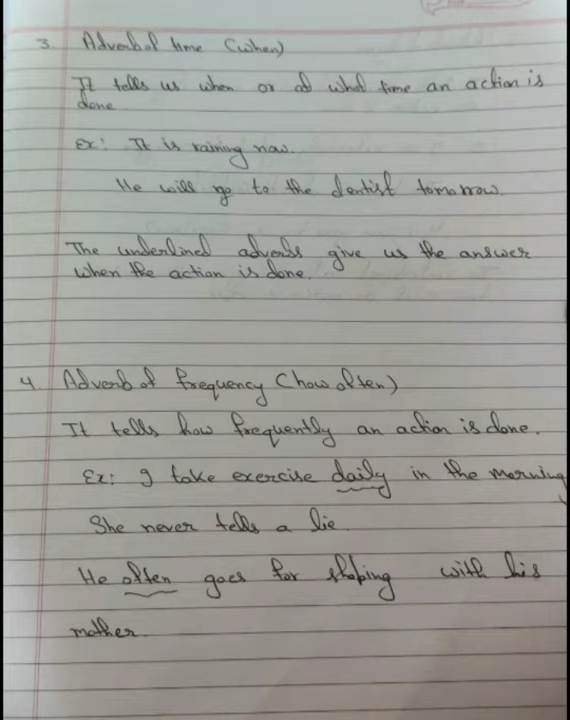 3 Adverb of time (when)
It tells us when or at what time an action is
done
Ex: It is raining now.
He will go to the dentist tomorrow.
The underlined adverbs give us the answer
when the action is done.
4 Adverb of frequency (how often)
It tells how frequently an action is done.
Ex: I take exercise daily in the morning
She never tells a lie.
He often goes for shoping with his
mother.